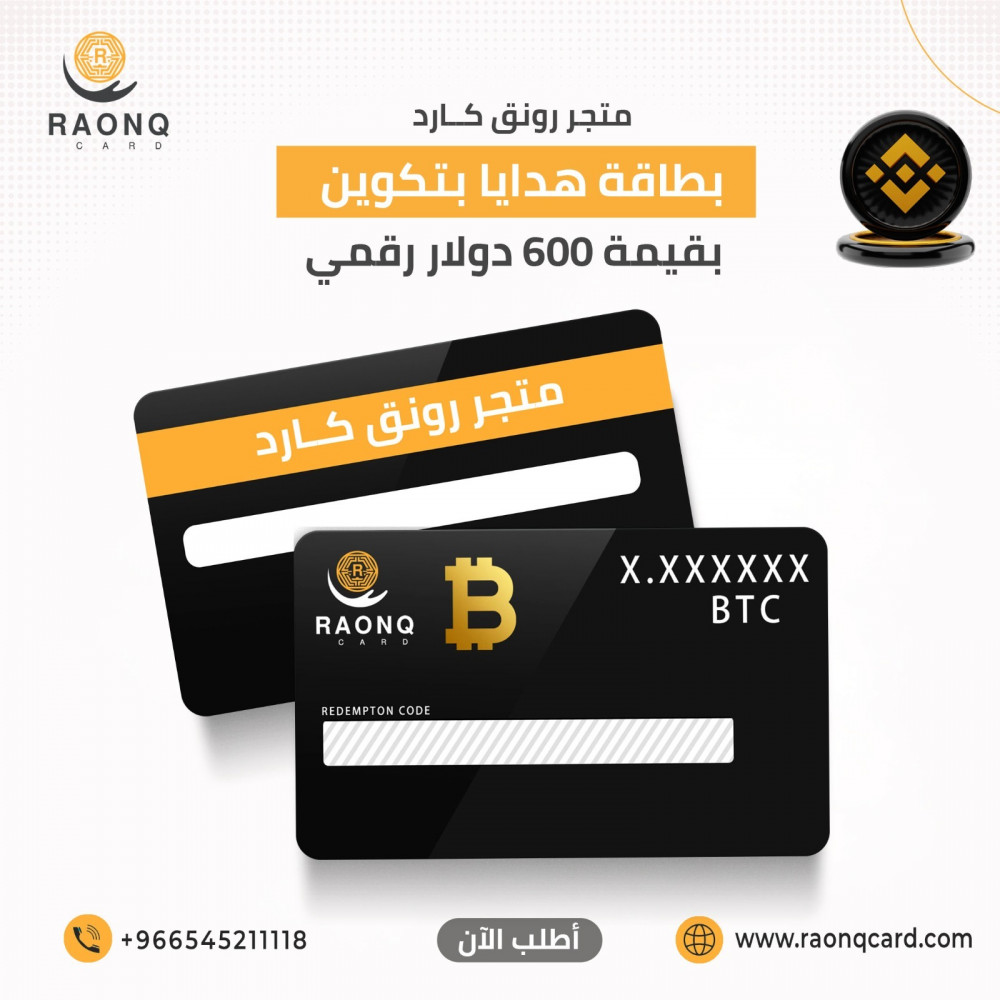 RAONQ
CARD
متجر رونق كـارد
بطاقة هدايا بتكوين
بقيمة 600 دولار رقمي
متجر رونق كـارد
RAONQ
CARD
X.XXXXXX
BTC
REDEMPTON CODE
+966545211118
أطلب الآن
www.raonqcard.com